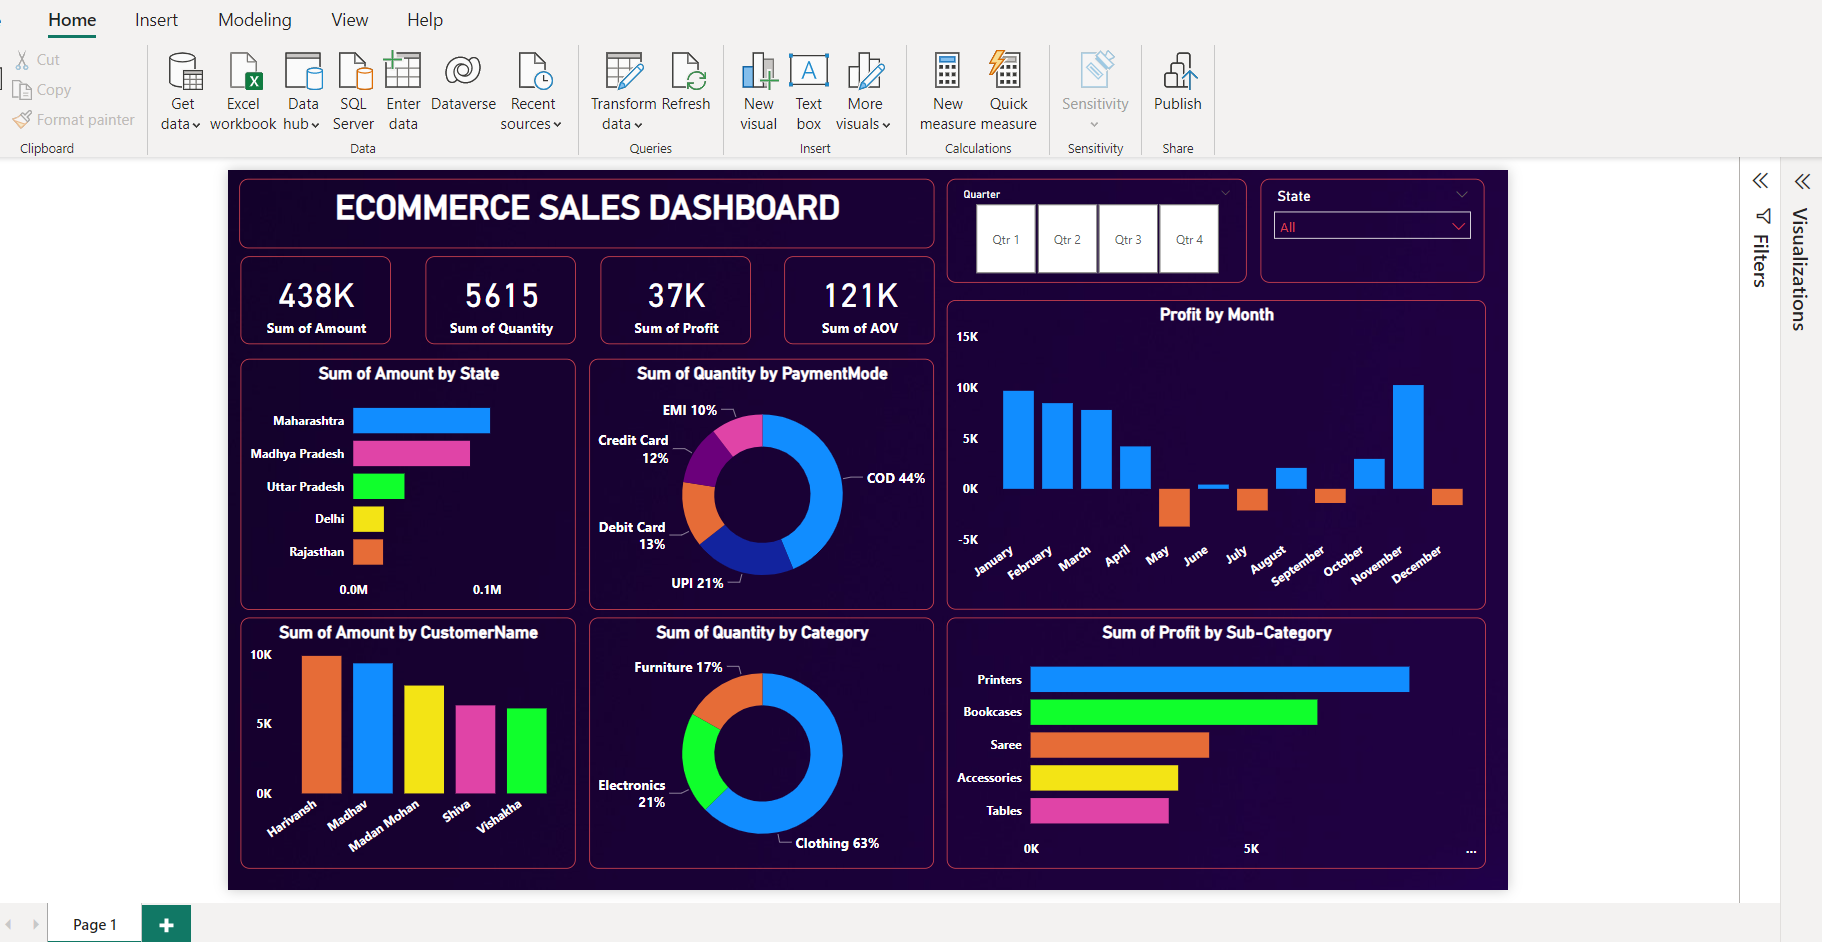 Home Insert Modeling View Help
Cut
Copy
Format painter
Clipboard
Get data
Excel workbook
Data hub
SQL Server
Enter data
Dataverse
Recent sources
Data
Transform data
Refresh
Queries
New visual
Text box
More visuals
Insert
New measure
Quick measure
Calculations
Sensitivity
Sensitivity
Publish
Share
ECOMMERCE SALES DASHBOARD
Quarter
Qtr 1 Qtr 2 Qtr 3 Qtr 4
State
All
438K
Sum of Amount
5615
Sum of Quantity
37K
Sum of Profit
121K
Sum of AOV
Sum of Amount by State
Maharashtra
Madhya Pradesh
Uttar Pradesh
Delhi
Rajasthan
0.0M 0.1M
Sum of Quantity by PaymentMode
EMI 10%
Credit Card
12%
COD 44%
Debit Card
13%
UPI 21%
Profit by Month
15K
10K
5K
0K
-5K
January February March April May June July August September October November December
Sum of Amount by CustomerName
10K
5K
0K
Harivansh Madhav Madan Mohan Shiva Vishakha
Sum of Quantity by Category
Furniture 17%
Electronics
21%
Clothing 63%
Sum of Profit by Sub-Category
Printers
Bookcases
Saree
Accessories
Tables
0K 5K ...
Filters
Visualizations
Page 1